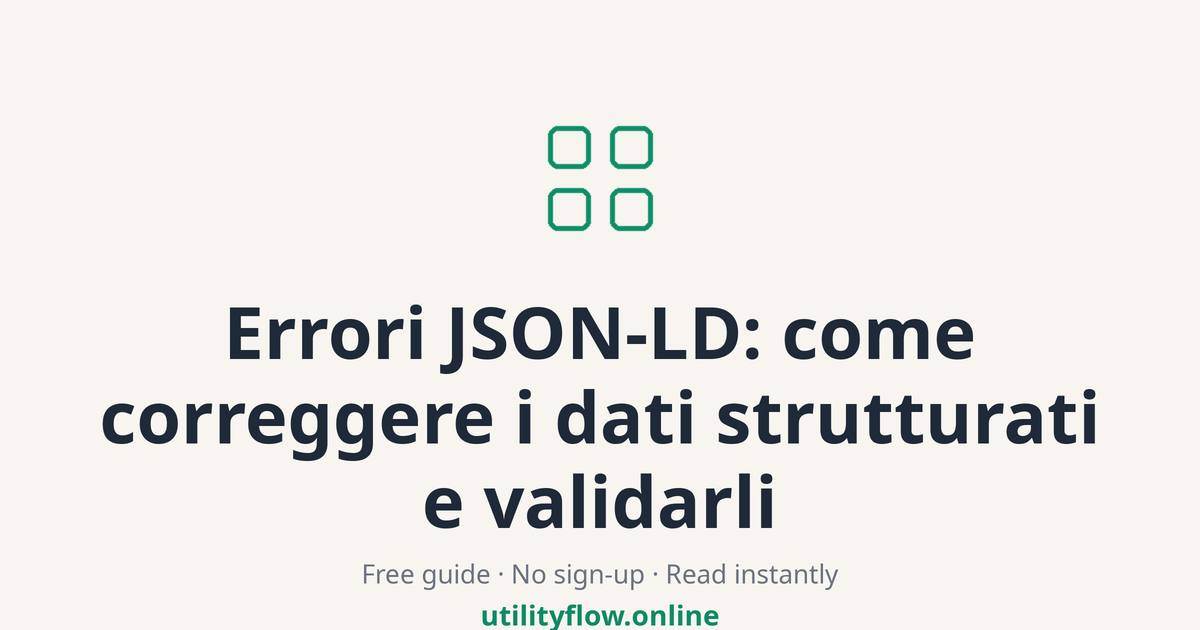 Errori JSON-LD: come
correggere i dati strutturati
e validarli
Free guide · No sign-up · Read instantly
utilityflow.online